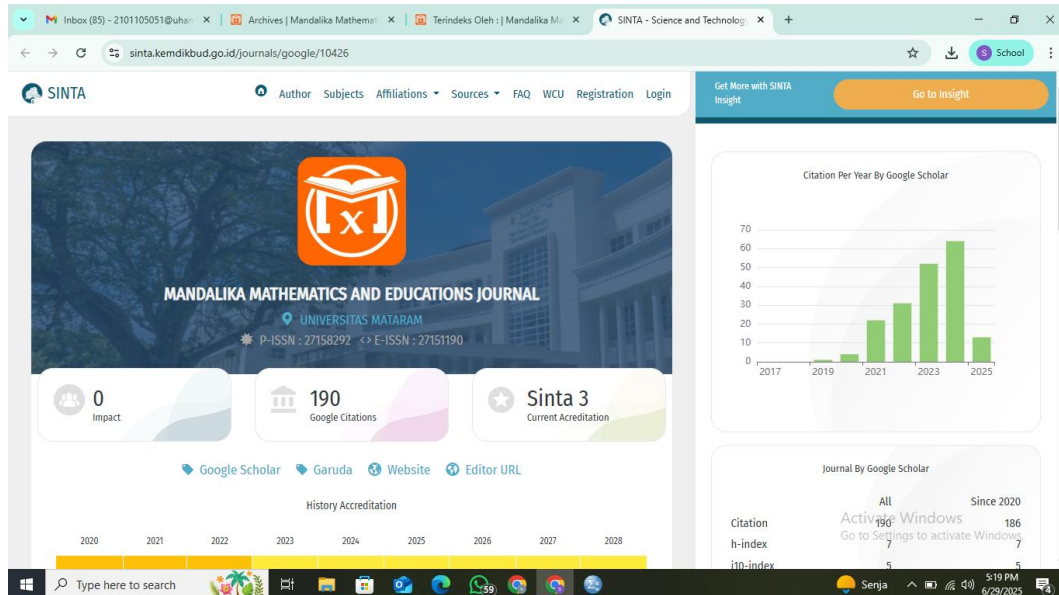 Inbox (85) - 2101105051@uhan
Archives | Mandalika Mathemat
Terindeks Oleh : | Mandalika Ma
SINTA - Science and Technolog
sinta.kemdikbud.go.id/journals/google/10426
S School
SINTA
Author Subjects Affiliations Sources FAQ WCU Registration Login
Get More with SINTA
Insight
Go to Insight
MANDALIKA MATHEMATICS AND EDUCATIONS JOURNAL
UNIVERSITAS MATARAM
P-ISSN : 27158292 <> E-ISSN : 27151190
0
Impact
190
Google Citations
Sinta 3
Current Acreditation
Google Scholar Garuda Website Editor URL
History Accreditation
2020 2021 2022 2023 2024 2025 2026 2027 2028
Citation Per Year By Google Scholar
70
60
50
40
30
20
10
0
2017 2019 2021 2023 2025
Journal By Google Scholar
All Since 2020
Citation 190 186
h-index 7 7
i10-index 5 5
Activate Windows
Go to Settings to activate Windows.
Type here to search
59
Senja
5:19 PM
6/29/2025
4